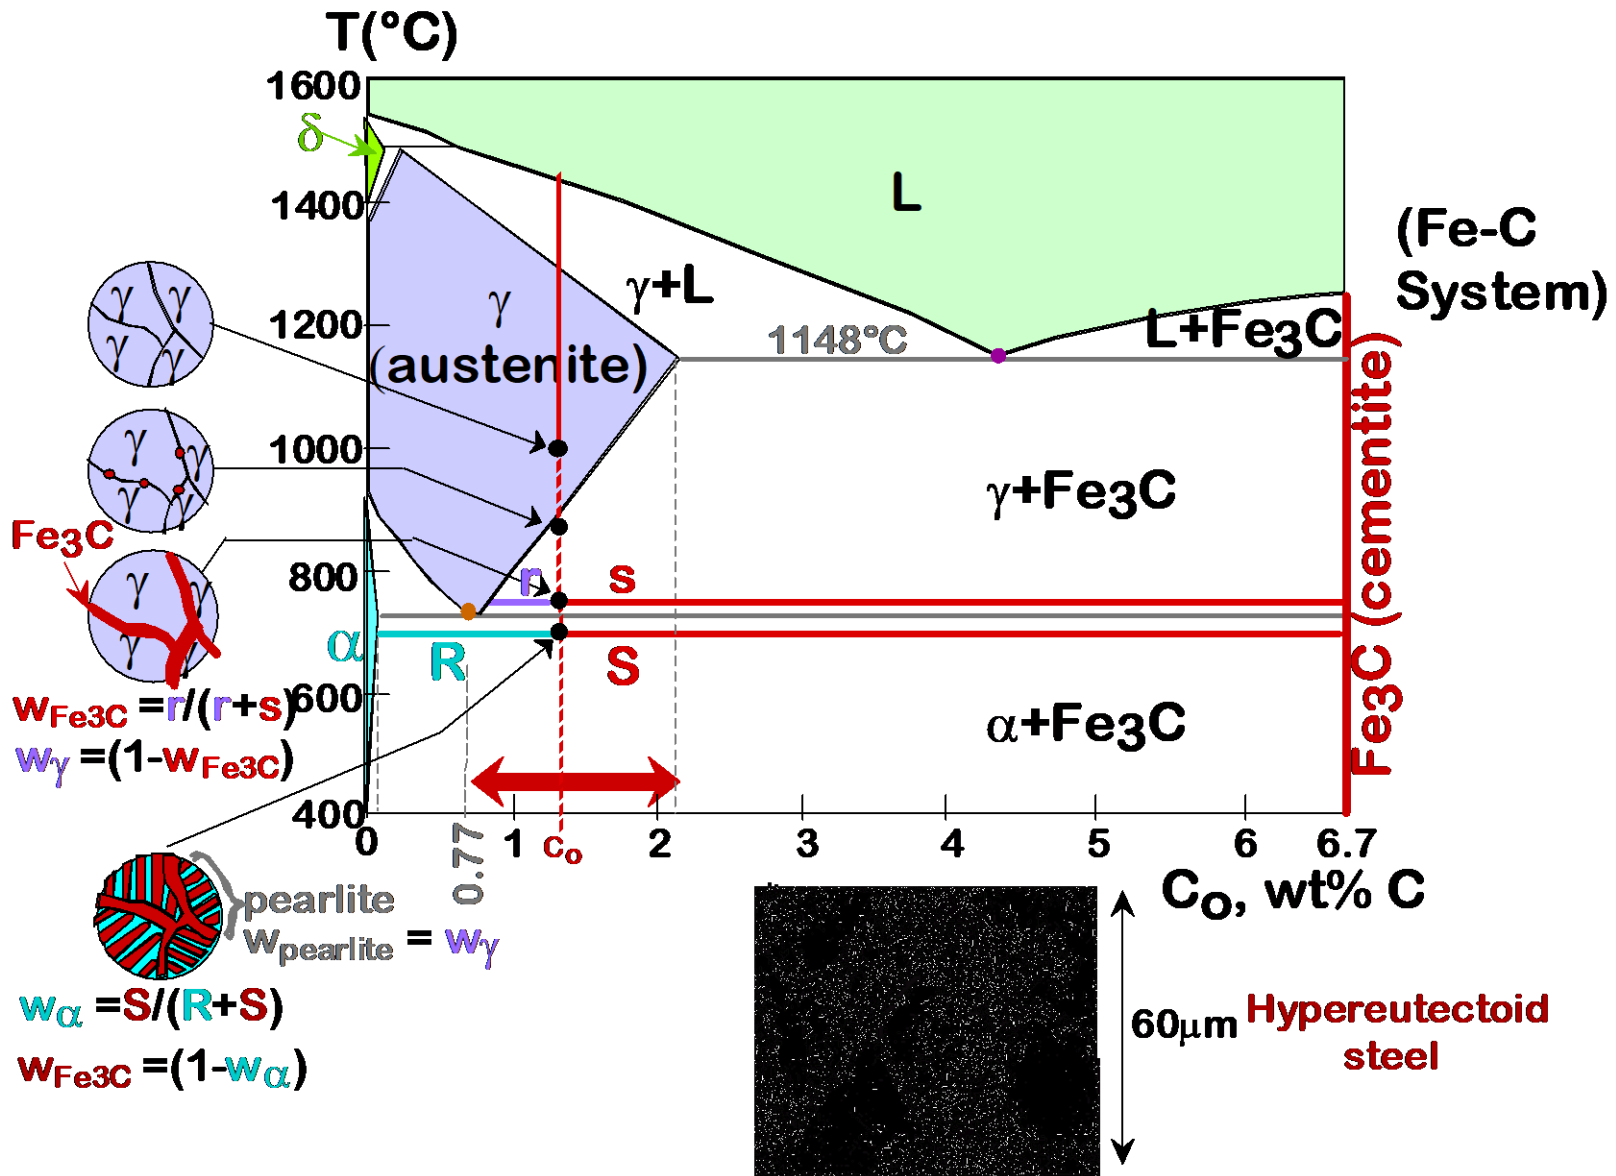 T(°C)
1600
δ
1400
L
(Fe-C
System)
γ+L
γ γ γ γ
γ
1200
1148°C
L+Fe3C
(austenite)
γ γ γ γ
1000
γ+Fe3C
Fe3C (cementite)
Fe3C
γ γ γ
800
r s
α
R S
600
wFe3C =r/(r+s)
wγ =(1-wFe3C)
α+Fe3C
400
0 1 Co 2 3 4 5 6 6.7
0.77
Co, wt% C
pearlite
wpearlite = wγ
wα =S/(R+S)
wFe3C =(1-wα)
60μm
Hypereutectoid
steel